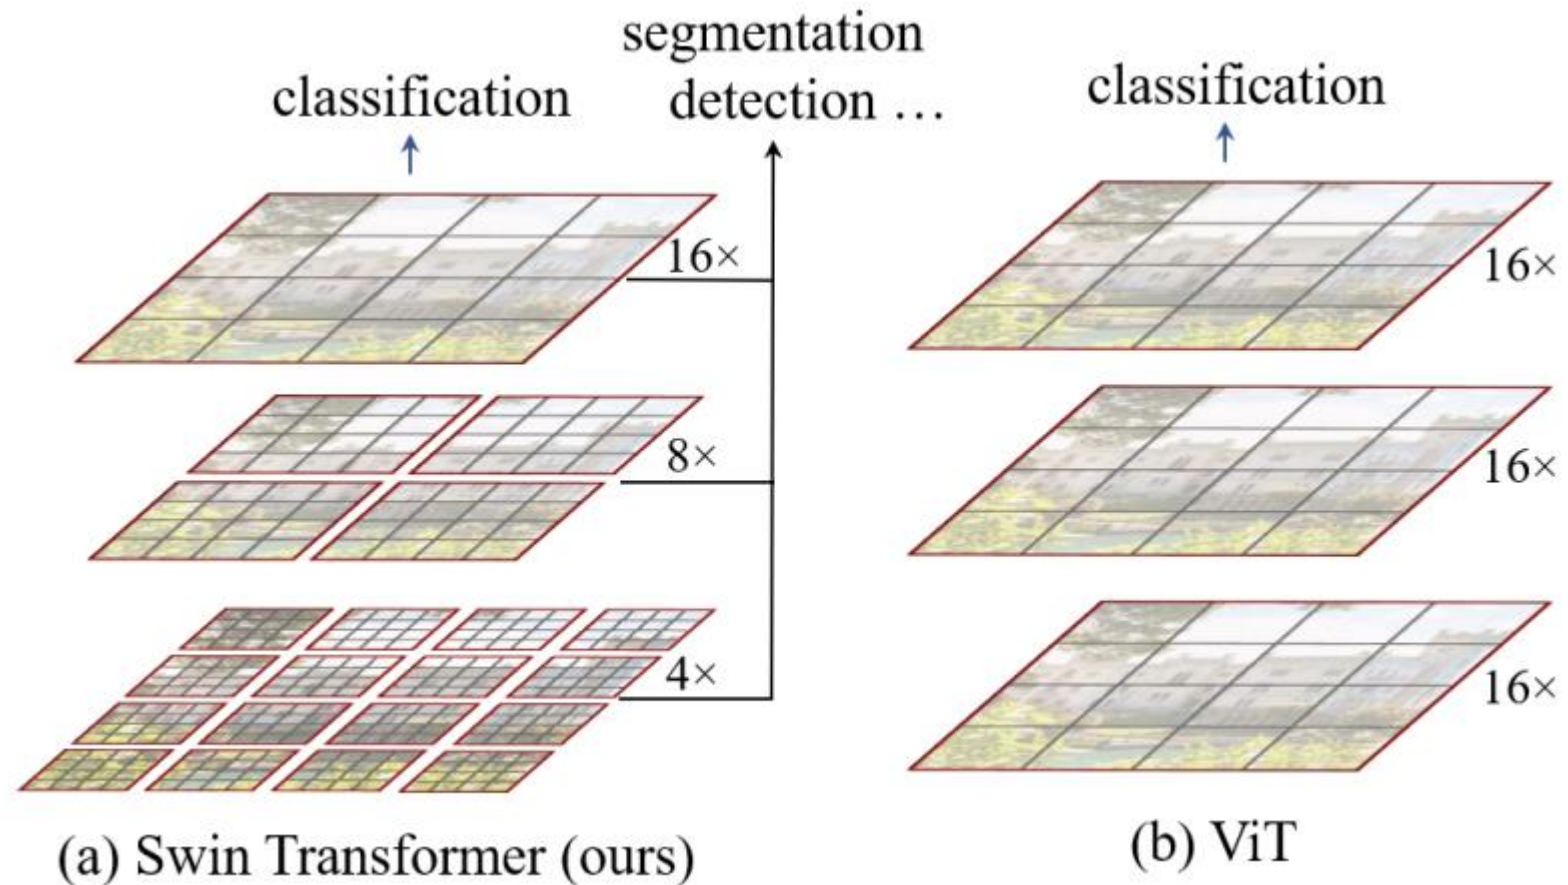 segmentation
classification
detection …
classification
16×
16×
8×
16×
4×
16×
(a) Swin Transformer (ours)
(b) ViT